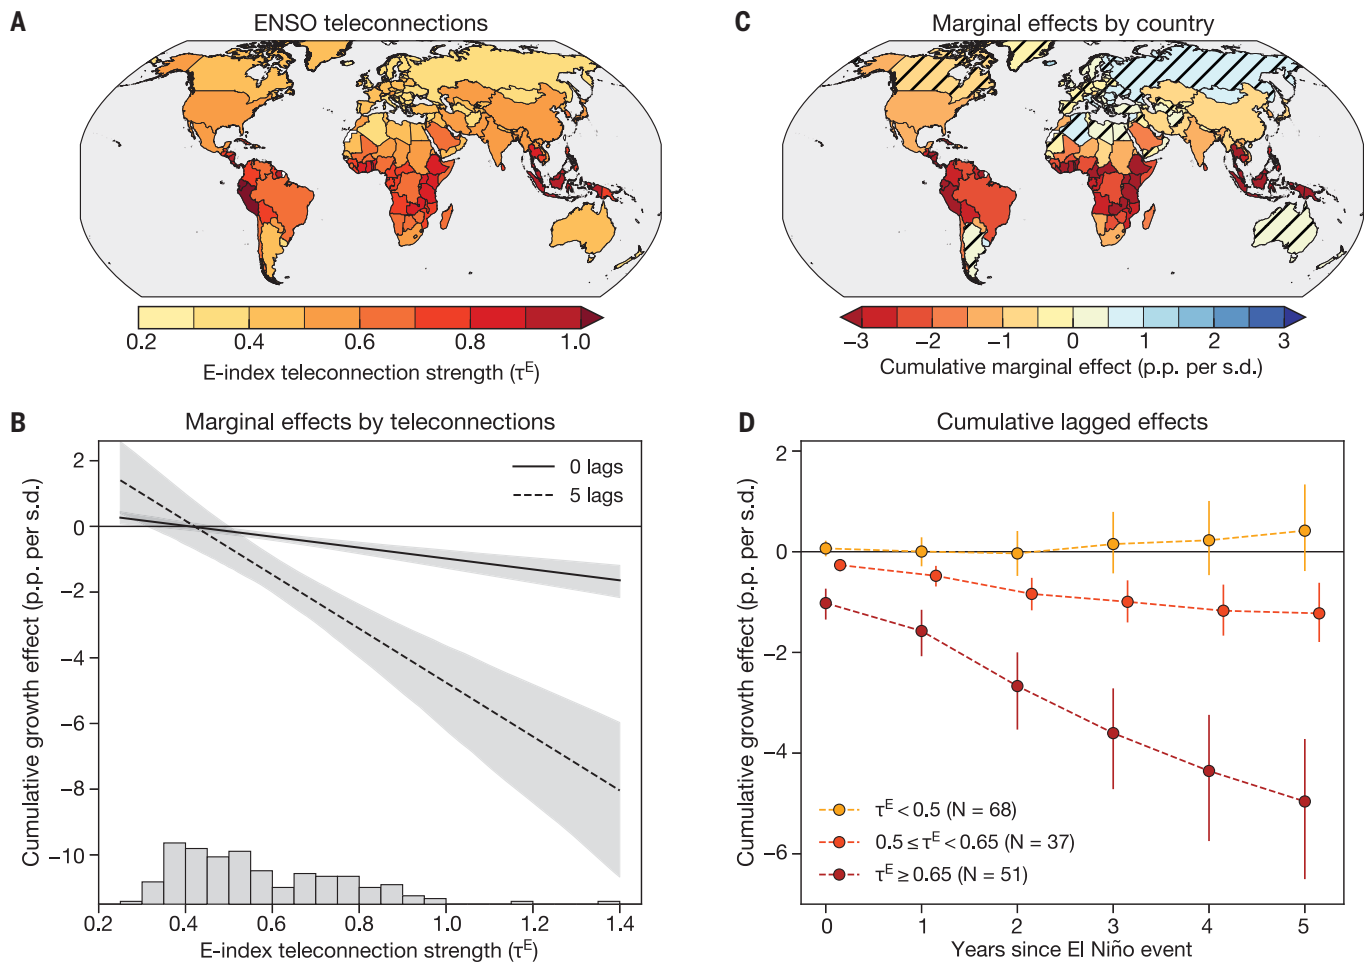 A
ENSO teleconnections
0.2 0.4 0.6 0.8 1.0
E-index teleconnection strength (τᴱ)
C
Marginal effects by country
−3 −2 −1 0 1 2 3
Cumulative marginal effect (p.p. per s.d.)
B
Marginal effects by teleconnections
Cumulative growth effect (p.p. per s.d.)
2
0
−2
−4
−6
−8
−10
0 lags
5 lags
0.2 0.4 0.6 0.8 1.0 1.2 1.4
E-index teleconnection strength (τᴱ)
D
Cumulative lagged effects
Cumulative growth effect (p.p. per s.d.)
2
0
−2
−4
−6
τᴱ < 0.5 (N = 68)
0.5 ≤ τᴱ < 0.65 (N = 37)
τᴱ ≥ 0.65 (N = 51)
0 1 2 3 4 5
Years since El Niño event